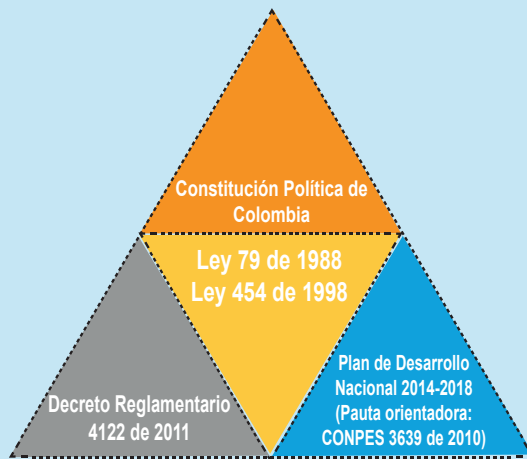 Constitución Política de
Colombia
Ley 79 de 1988
Ley 454 de 1998
Decreto Reglamentario
4122 de 2011
Plan de Desarrollo
Nacional 2014-2018
(Pauta orientadora:
CONPES 3639 de 2010)